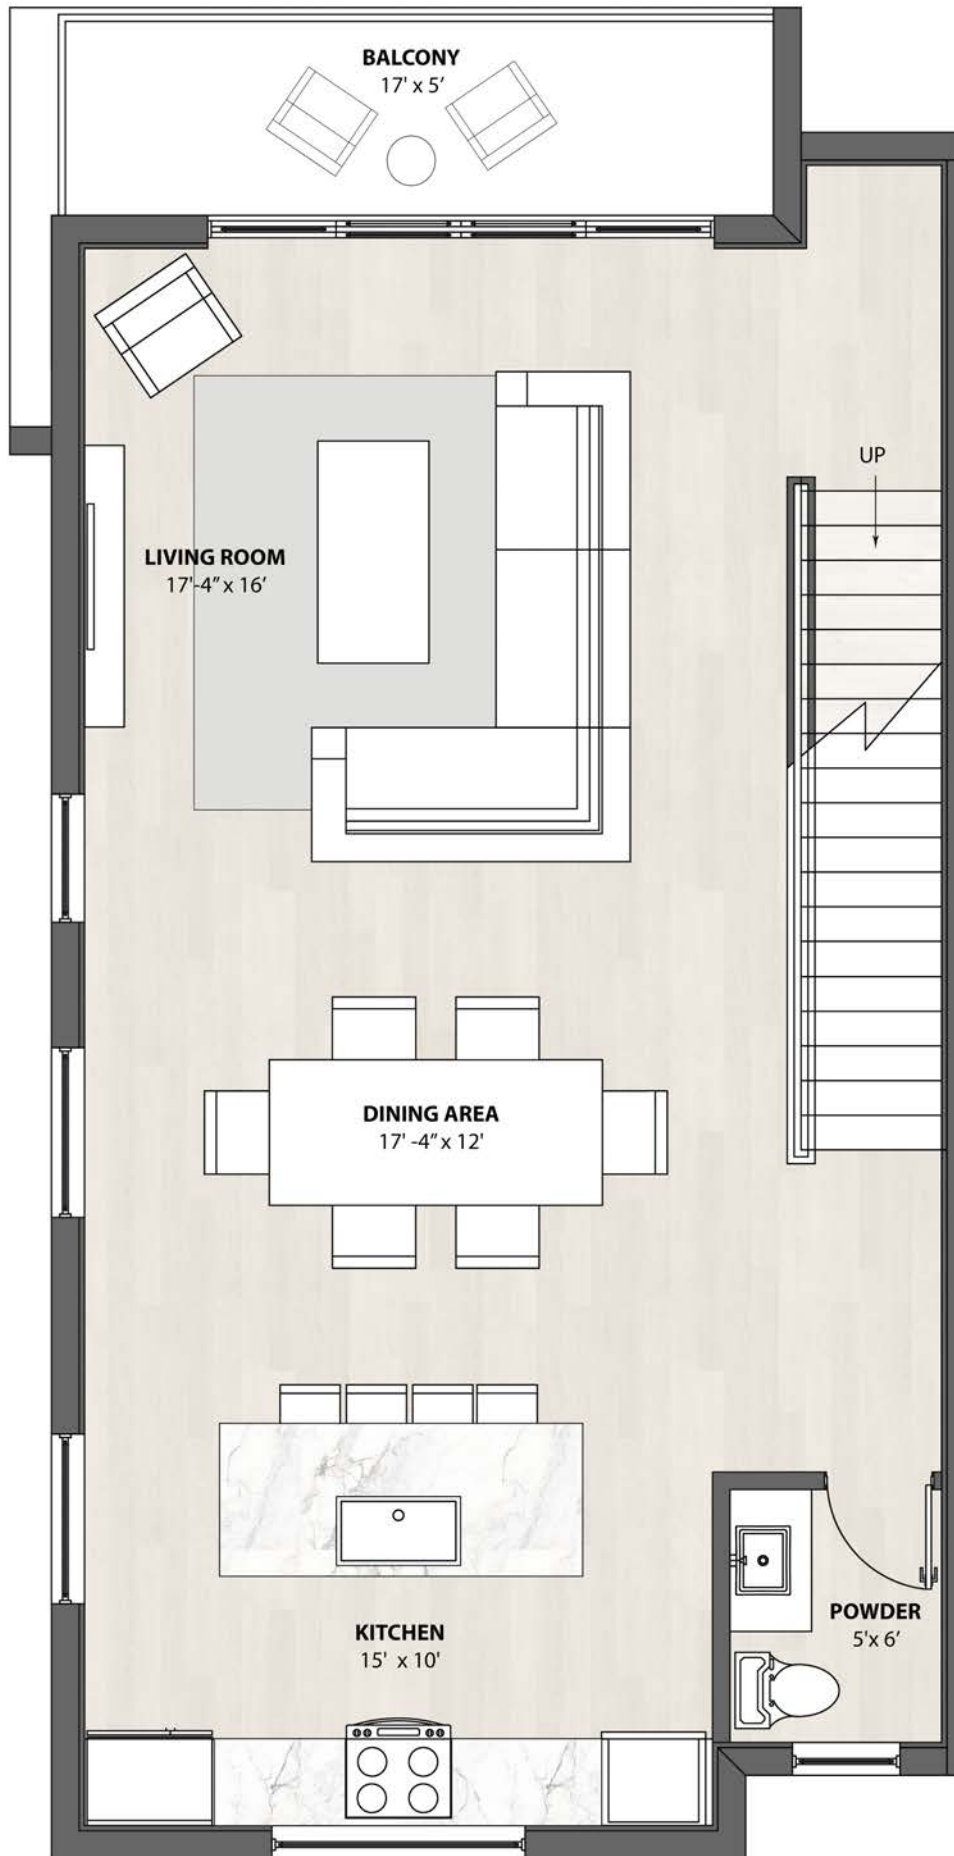 BALCONY
17' x 5’
UP
LIVING ROOM
17'-4” x 16’
DINING AREA
17' -4” x 12'
KITCHEN
15' x 10'
POWDER
5'x 6’